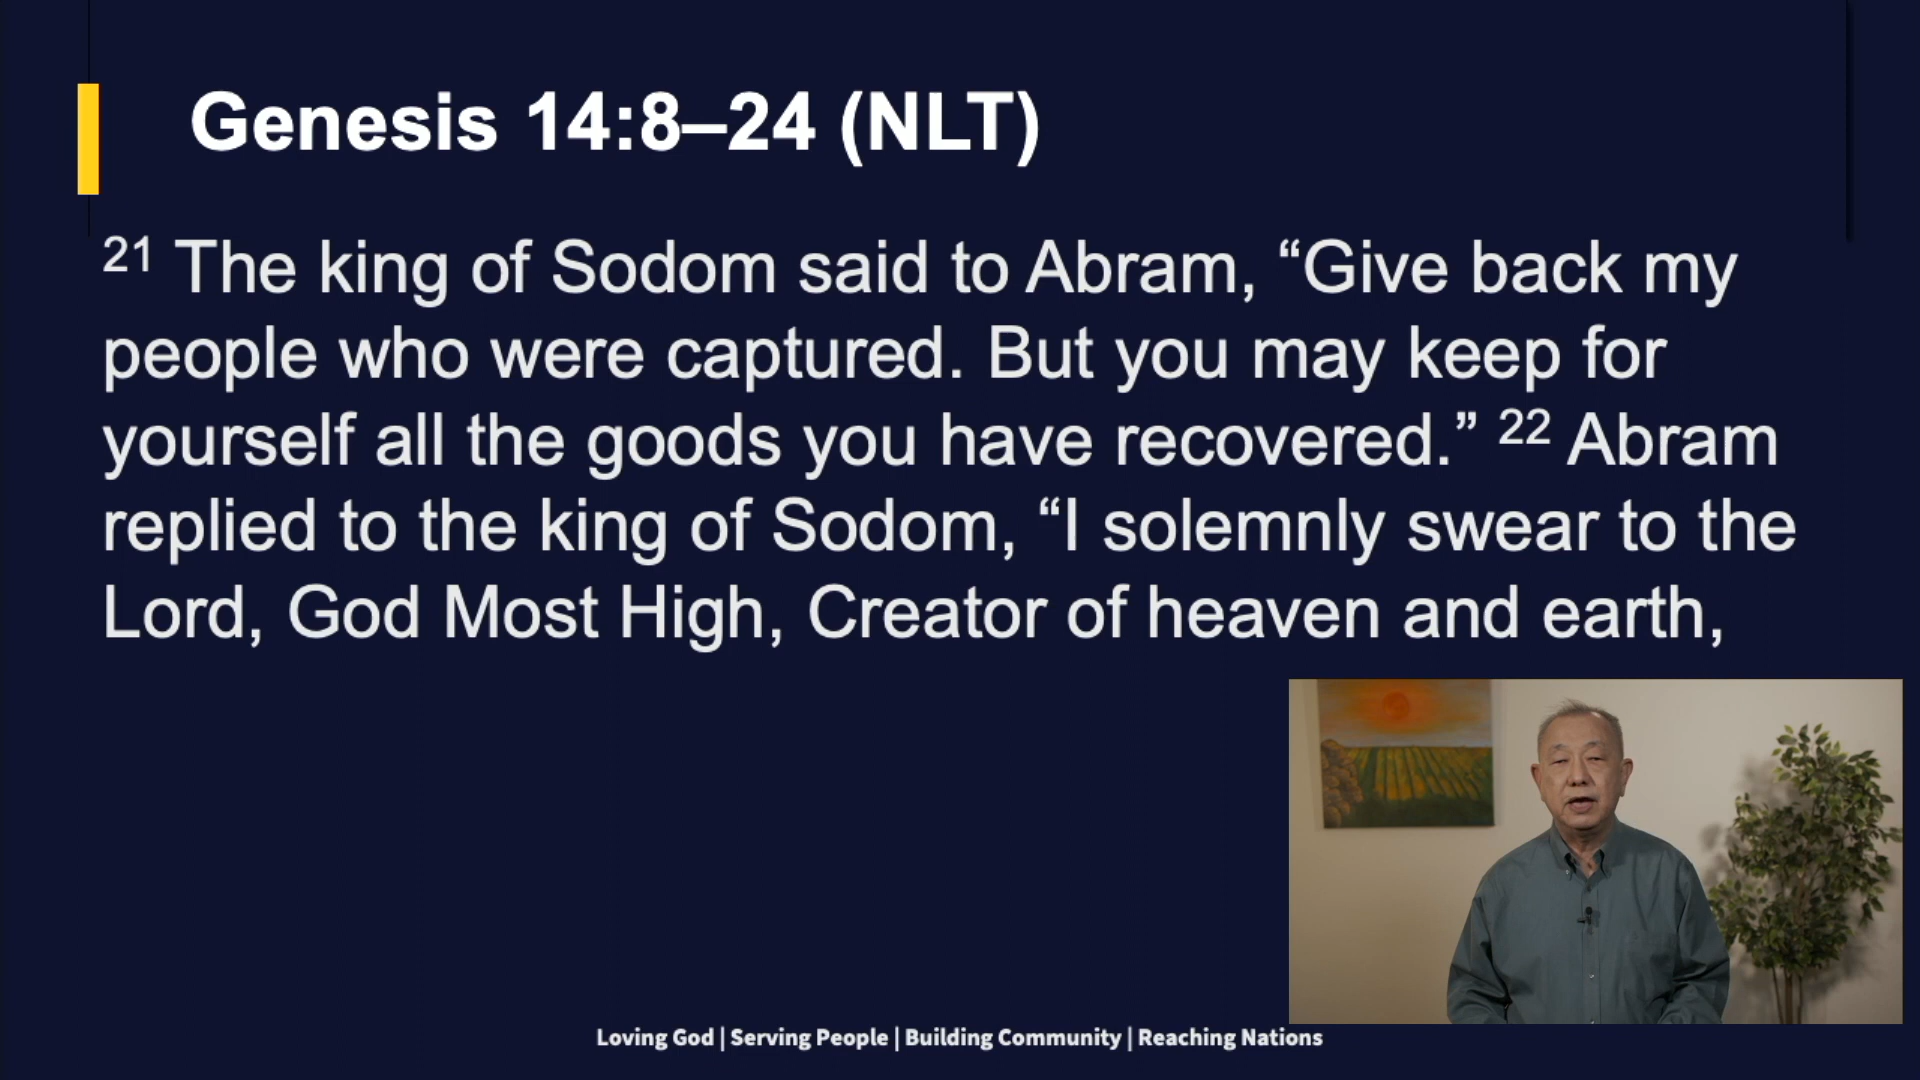 Genesis 14:8–24 (NLT)
21 The king of Sodom said to Abram, “Give back my
people who were captured. But you may keep for
yourself all the goods you have recovered.” 22 Abram
replied to the king of Sodom, “I solemnly swear to the
Lord, God Most High, Creator of heaven and earth,
Loving God | Serving People | Building Community | Reaching Nations